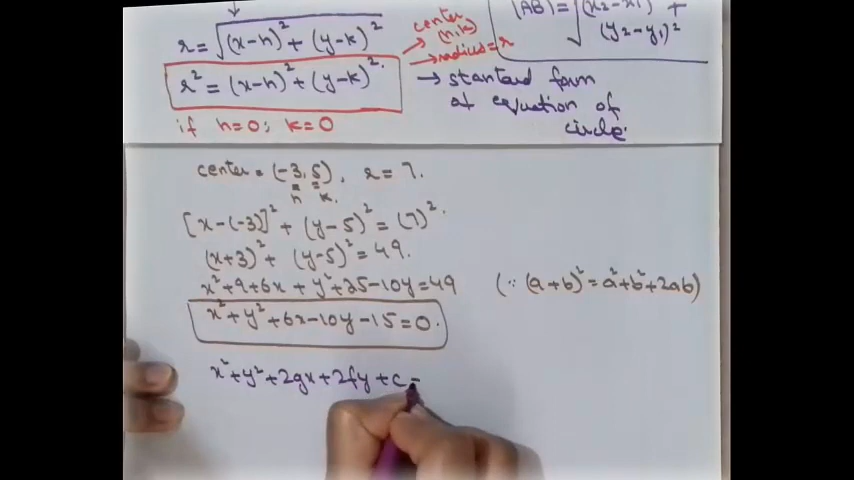 r = √(x-h)² + (y-k)²
center (h,k)
radius = r
r² = (x-h)² + (y-k)².
if h=0; k=0
(AB) = √(x₂-x₁)² +
(y₂-y₁)²
→ standard form
of equation of
circle.
center = (-3, 5), r = 7.
h k.
[x-(-3)]² + (y-5)² = (7)².
(x+3)² + (y-5)² = 49.
x²+9+6x + y²+25-10y=49 (∵ (a+b)² = a²+b²+2ab)
x²+y²+6x-10y-15=0.
x²+y²+2gx+2fy+c=